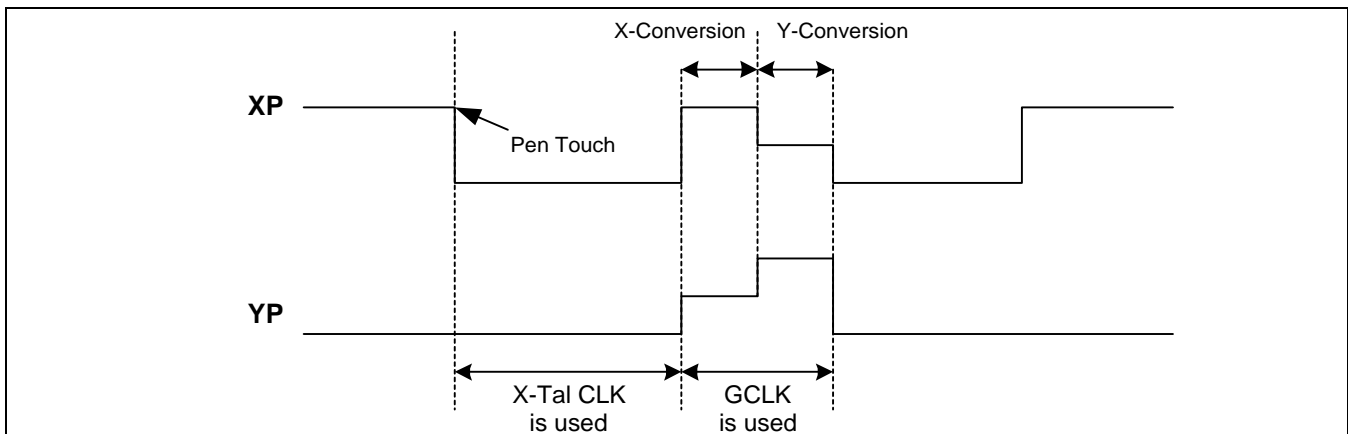 X-Conversion Y-Conversion
XP
Pen Touch
YP
X-Tal CLK
is used
GCLK
is used